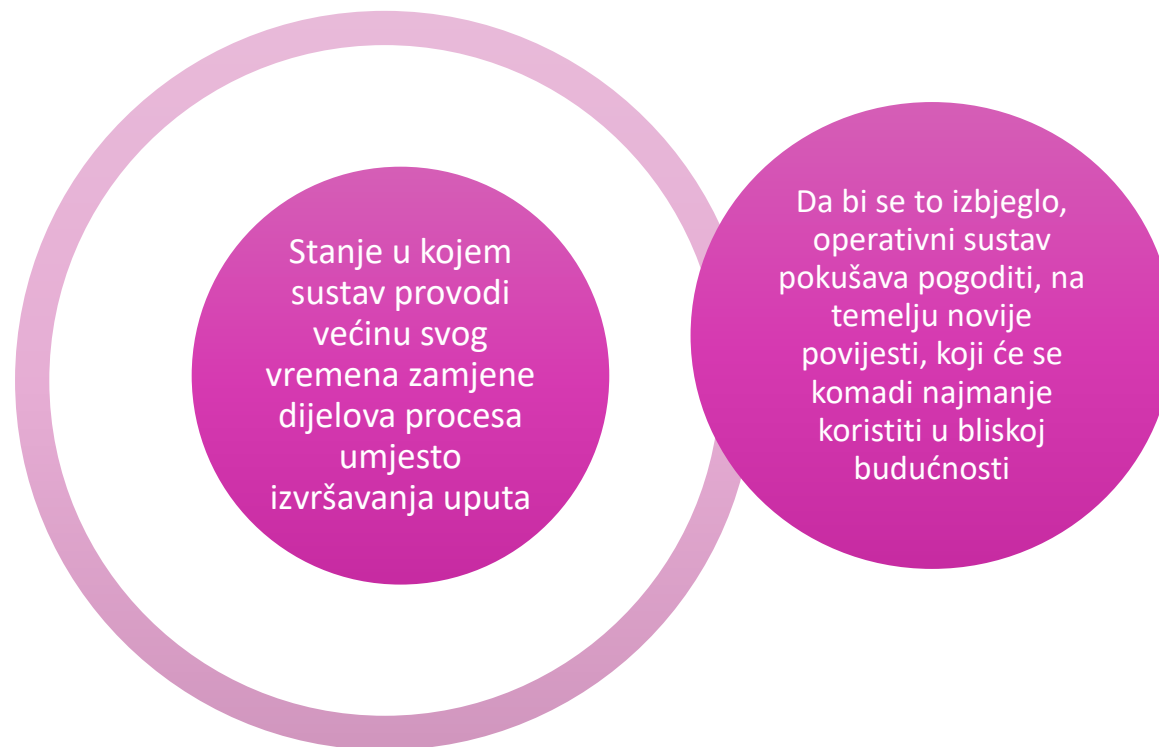 Stanje u kojem
sustav provodi
većinu svog
vremena zamjene
dijelova procesa
umjesto
izvršavanja uputa
Da bi se to izbjeglo,
operativni sustav
pokušava pogoditi, na
temelju novije
povijesti, koji će se
komadi najmanje
koristiti u bliskoj
budućnosti